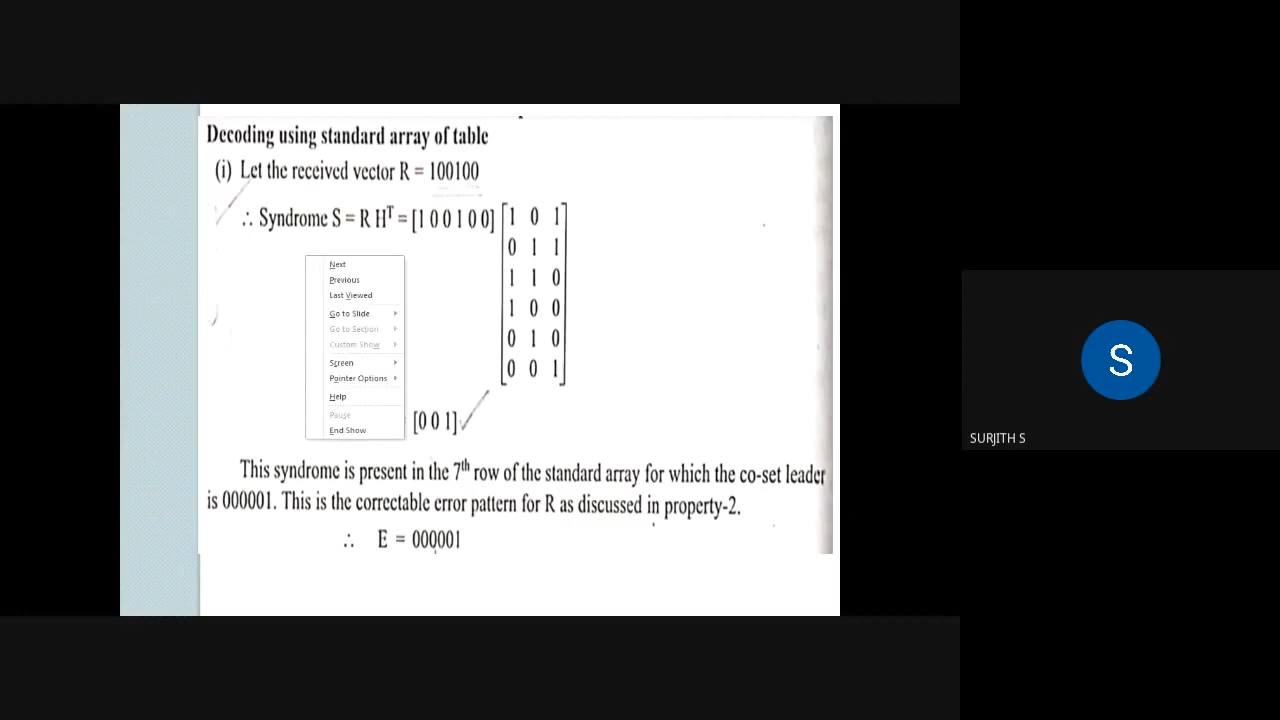 Decoding using standard array of table
(i) Let the received vector R = 100100
∴ Syndrome S = R Hᵀ = [1 0 0 1 0 0] [1 0 1
0 1 1
1 1 0
1 0 0
0 1 0
0 0 1]
Next
Previous
Last Viewed
Go to Slide
Go to Section
Custom Show
Screen
Pointer Options
Help
Pause
End Show
[0 0 1]
This syndrome is present in the 7th row of the standard array for which the co-set leader
is 000001. This is the correctable error pattern for R as discussed in property-2.
∴ E = 000001
S
SURJITH S